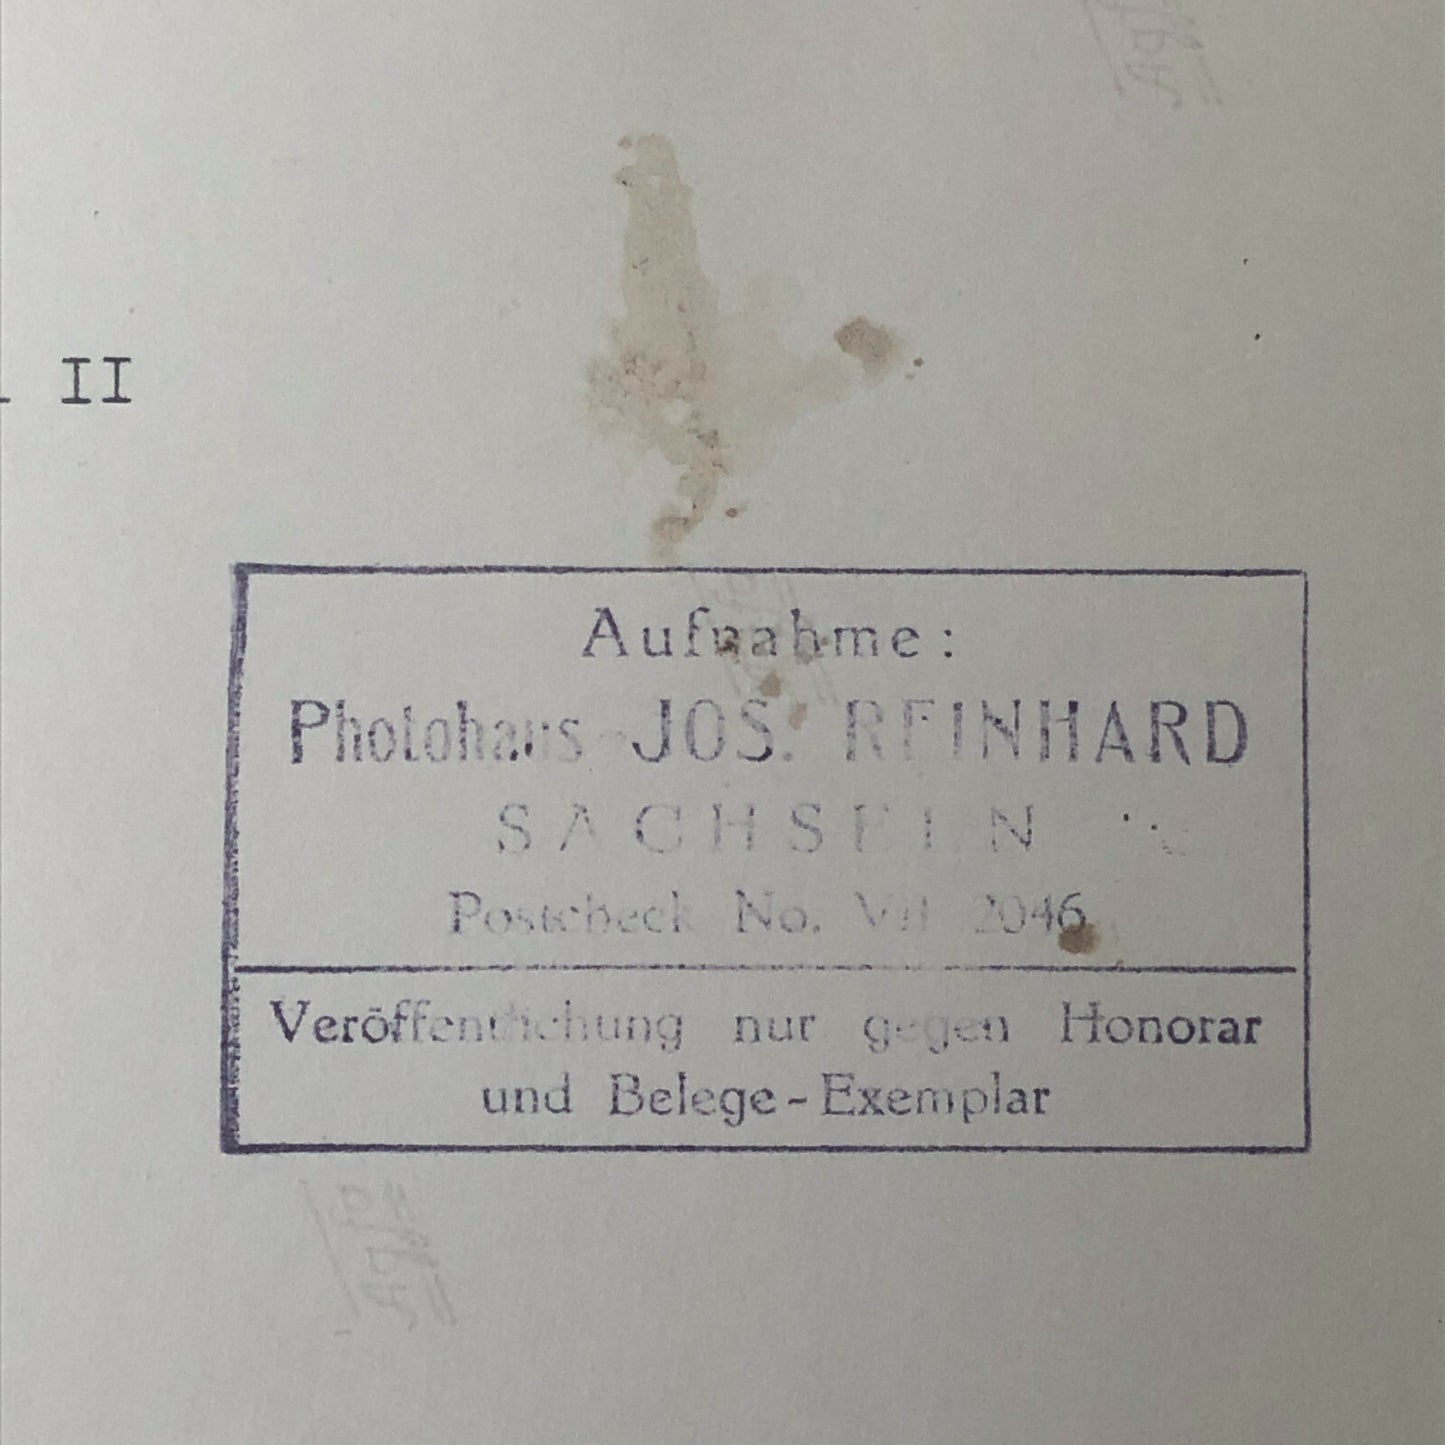 II
Aufnahme:
Photohaus JOS. REINHARD
SACHSELN
Postcheck No. VII 2046
Veröffentlichung nur gegen Honorar
und Belege-Exemplar